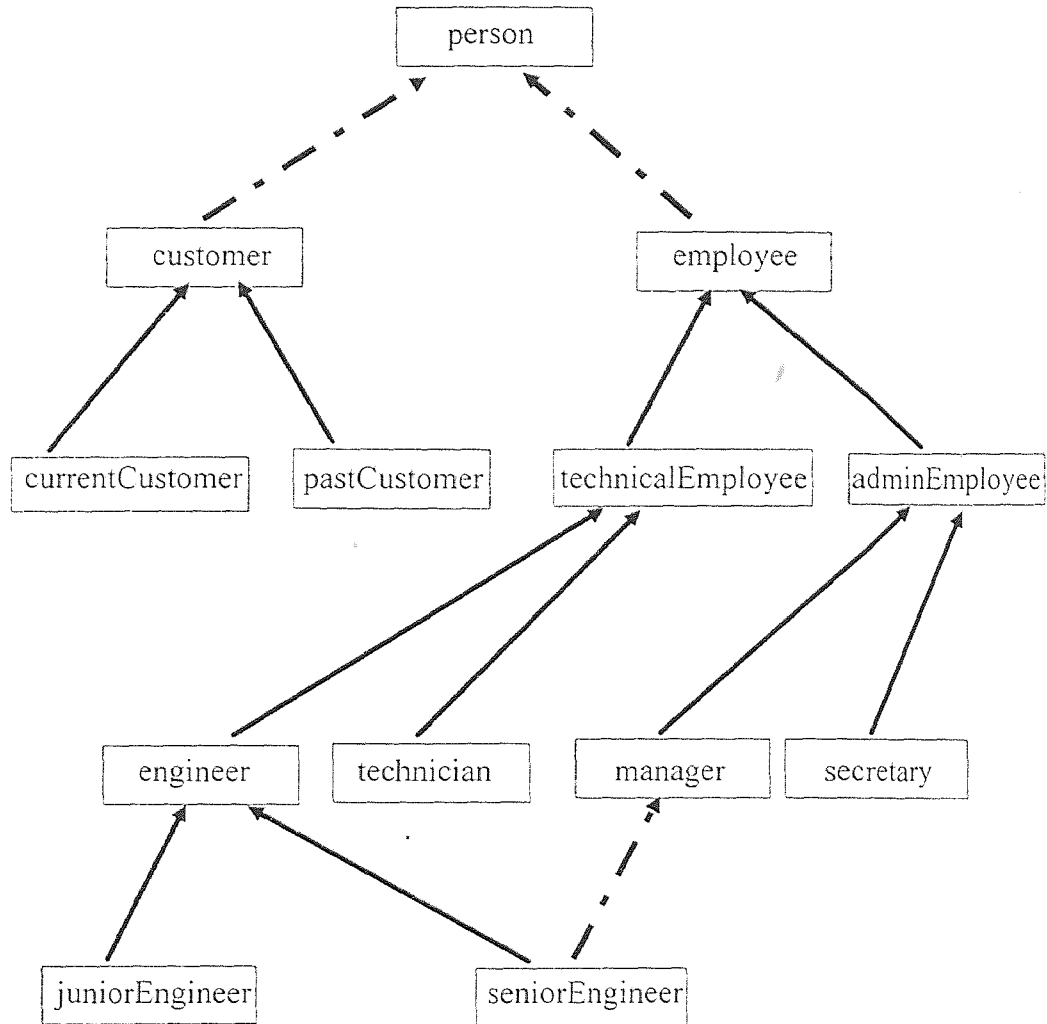 person
customer
employee
currentCustomer
pastCustomer
technicalEmployee
adminEmployee
engineer
technician
manager
secretary
juniorEngineer
seniorEngineer